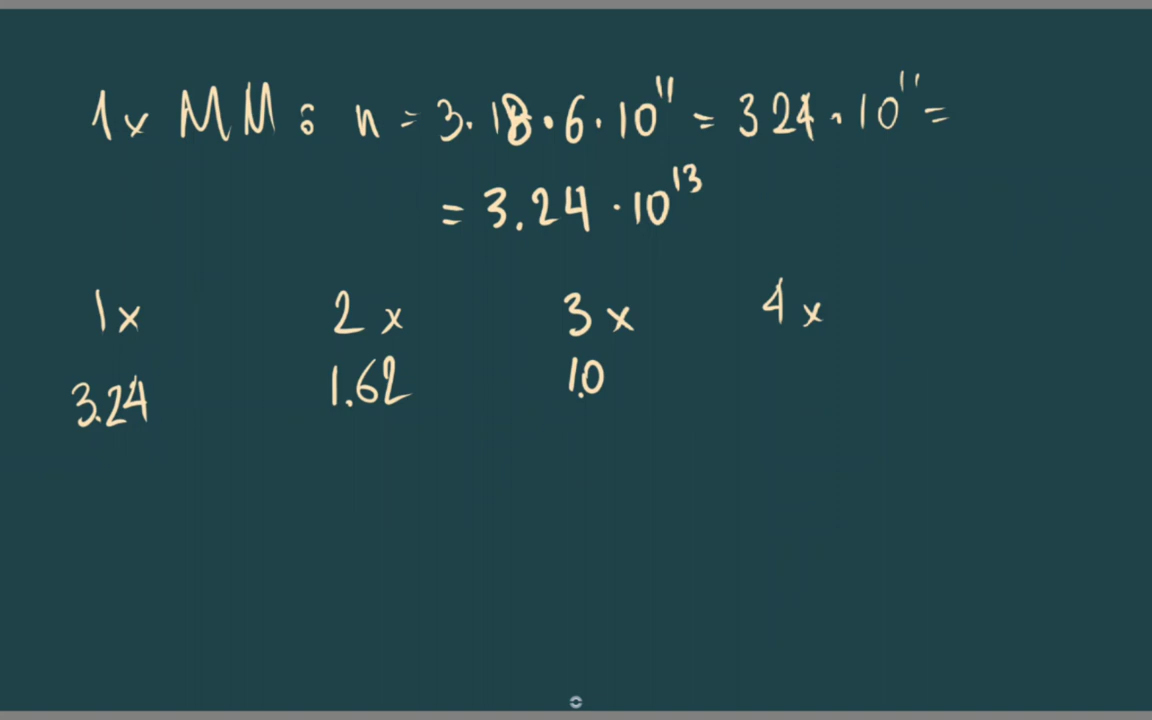 1x MM: n = 3·18·6·10¹¹ = 324·10¹¹ =
= 3.24·10¹³
1x 2x 3x 4x
3.24 1.62 1.0